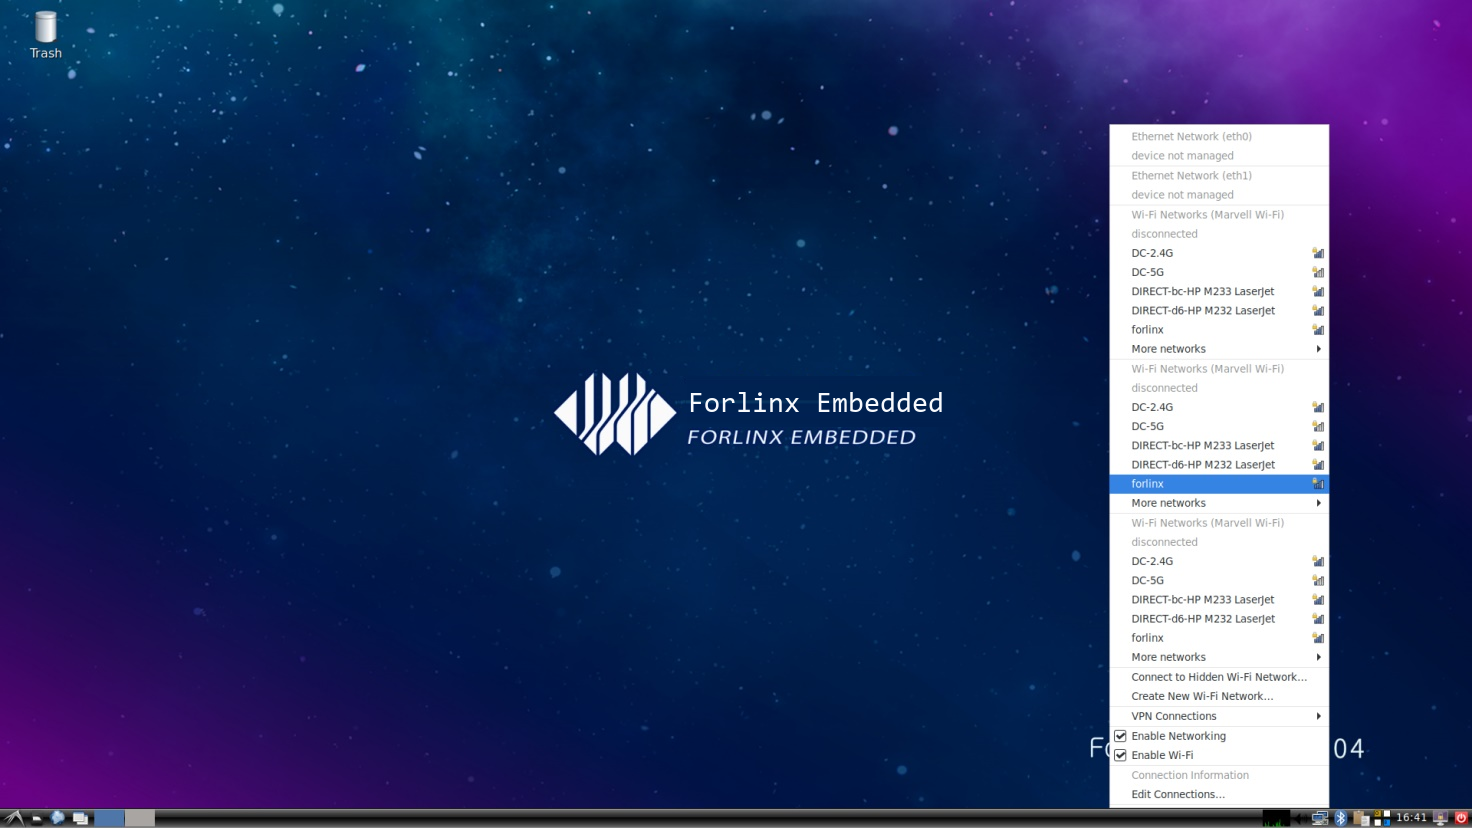 Trash
Forlinx Embedded
FORLINX EMBEDDED
Ethernet Network (eth0)
device not managed
Ethernet Network (eth1)
device not managed
Wi-Fi Networks (Marvell Wi-Fi)
disconnected
DC-2.4G
DC-5G
DIRECT-bc-HP M233 LaserJet
DIRECT-d6-HP M232 LaserJet
forlinx
More networks
Wi-Fi Networks (Marvell Wi-Fi)
disconnected
DC-2.4G
DC-5G
DIRECT-bc-HP M233 LaserJet
DIRECT-d6-HP M232 LaserJet
forlinx
More networks
Wi-Fi Networks (Marvell Wi-Fi)
disconnected
DC-2.4G
DC-5G
DIRECT-bc-HP M233 LaserJet
DIRECT-d6-HP M232 LaserJet
forlinx
More networks
Connect to Hidden Wi-Fi Network...
Create New Wi-Fi Network...
VPN Connections
Enable Networking
Enable Wi-Fi
Connection Information
Edit Connections...
04
16:41